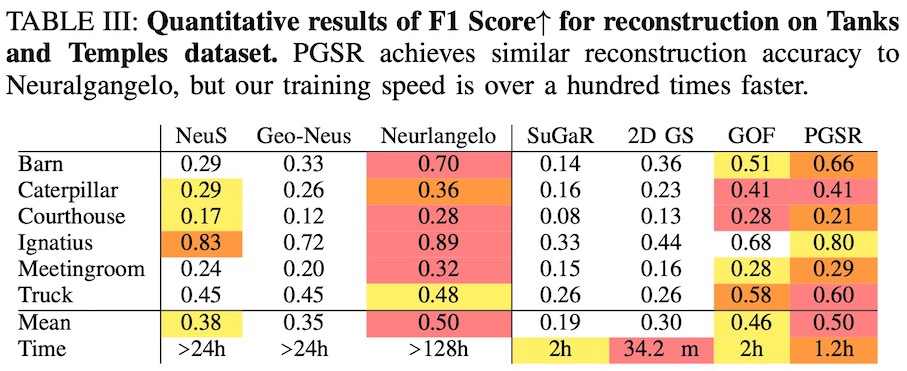 TABLE III: Quantitative results of F1 Score↑ for reconstruction on Tanks
and Temples dataset. PGSR achieves similar reconstruction accuracy to
Neuralgangelo, but our training speed is over a hundred times faster.
NeuS Geo-Neus Neurlangelo SuGaR 2D GS GOF PGSR
Barn 0.29 0.33 0.70 0.14 0.36 0.51 0.66
Caterpillar 0.29 0.26 0.36 0.16 0.23 0.41 0.41
Courthouse 0.17 0.12 0.28 0.08 0.13 0.28 0.21
Ignatius 0.83 0.72 0.89 0.33 0.44 0.68 0.80
Meetingroom 0.24 0.20 0.32 0.15 0.16 0.28 0.29
Truck 0.45 0.45 0.48 0.26 0.26 0.58 0.60
Mean 0.38 0.35 0.50 0.19 0.30 0.46 0.50
Time >24h >24h >128h 2h 34.2 m 2h 1.2h